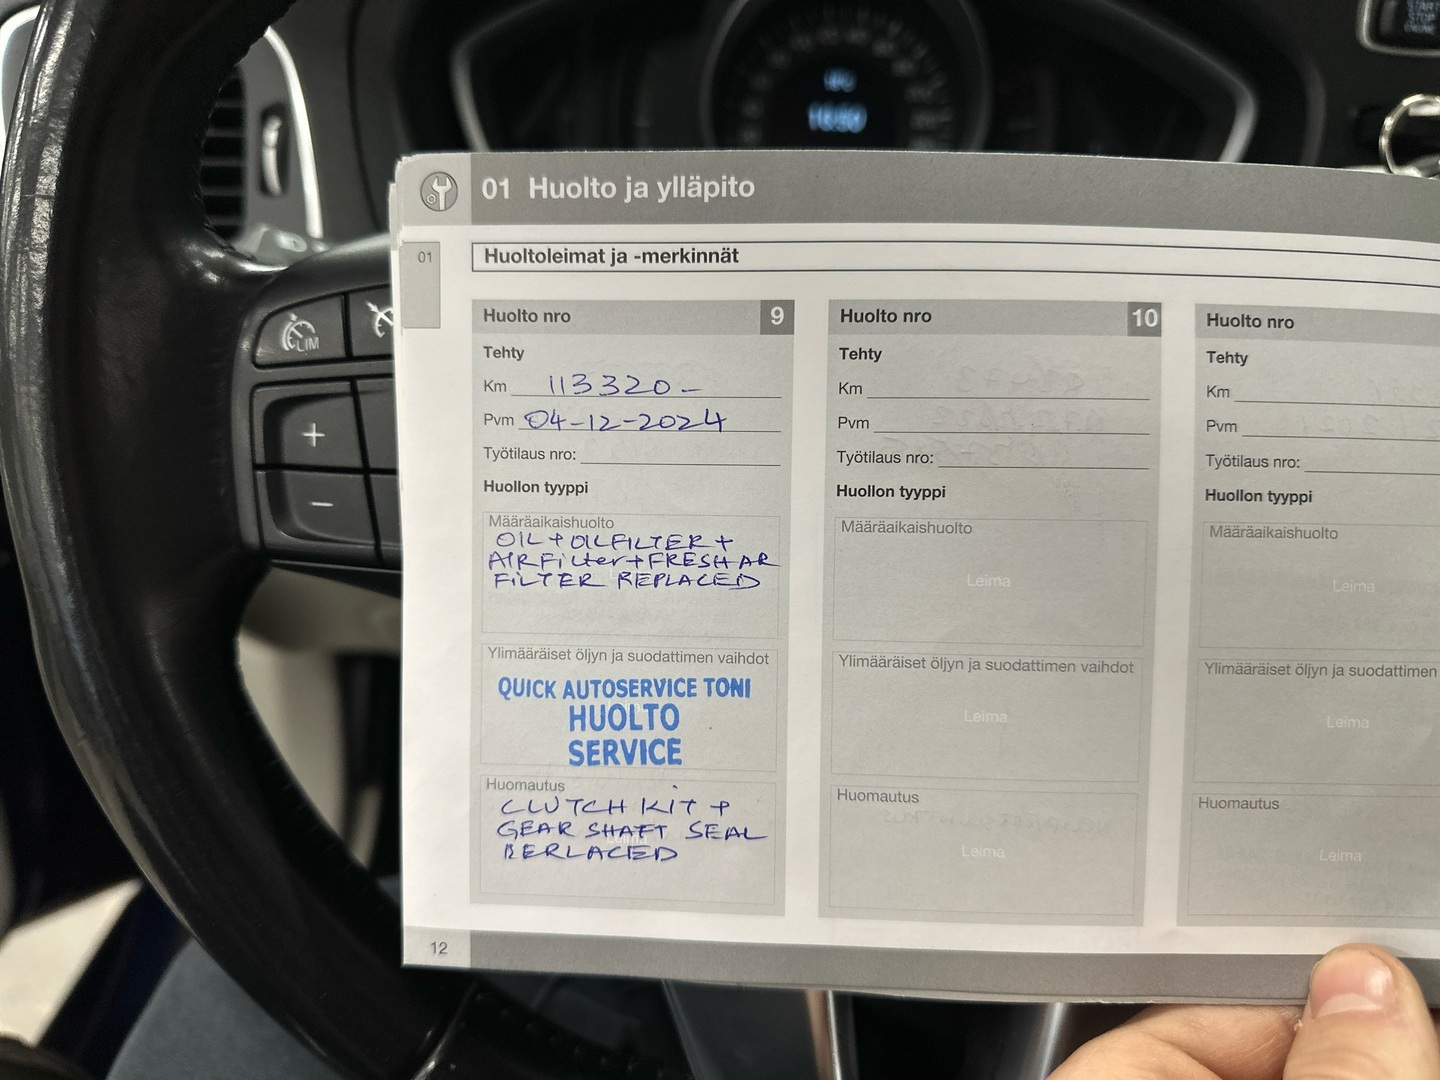 01 Huolto ja ylläpito
01
Huoltoleimat ja -merkinnät
Huolto nro 9
Tehty
Km 113320 -
Pvm 04-12-2024
Työtilaus nro:
Huollon tyyppi
Määräaikaishuolto
OIL + OILFILTER +
AIRFilter + FRESH AR
FILTER REPLACED
Ylimääräiset öljyn ja suodattimen vaihdot
QUICK AUTOSERVICE TONI
HUOLTO
SERVICE
Huomautus
CLUTCH KIT +
GEAR SHAFT SEAL
RERLACED
Huolto nro 10
Tehty
Km
Pvm
Työtilaus nro:
Huollon tyyppi
Määräaikaishuolto
Leima
Ylimääräiset öljyn ja suodattimen vaihdot
Leima
Huomautus
Leima
Huolto nro
Tehty
Km
Pvm
Työtilaus nro:
Huollon tyyppi
Määräaikaishuolto
Leima
Ylimääräiset öljyn ja suodattimen
Leima
Huomautus
Leima
12
LIM
+
−